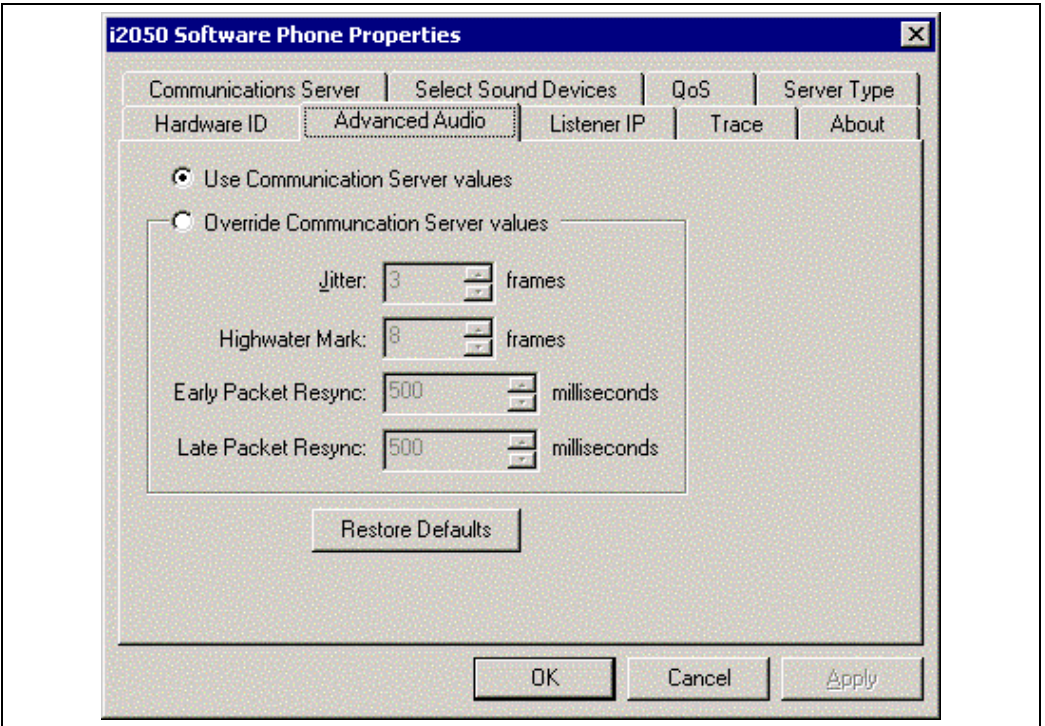 i2050 Software Phone Properties
Communications Server Select Sound Devices QoS Server Type
Hardware ID Advanced Audio Listener IP Trace About
Use Communication Server values
Override Communcation Server values
Jitter: 3 frames
Highwater Mark: 8 frames
Early Packet Resync: 500 milliseconds
Late Packet Resync: 500 milliseconds
Restore Defaults
OK Cancel Apply